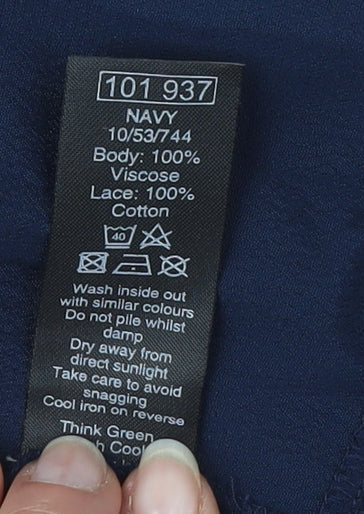 101 937
NAVY
10/53/744
Body: 100%
Viscose
Lace: 100%
Cotton
40
Wash inside out
with similar colours
Do not pile whilst
damp
Dry away from
direct sunlight
Take care to avoid
snagging
Cool iron on reverse
Think Green
Cool